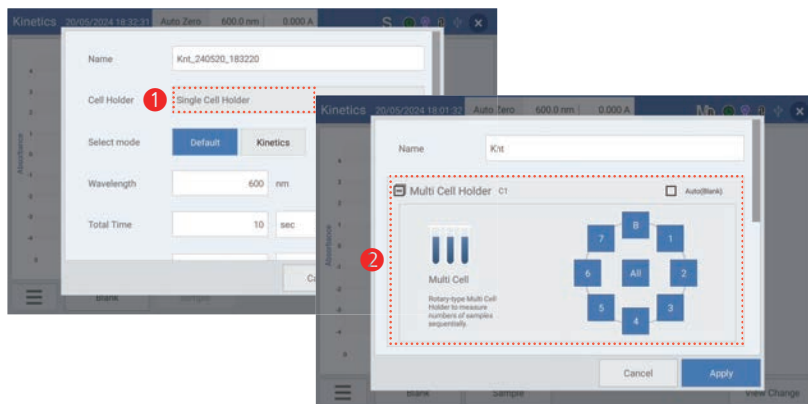 Kinetics 20/05/2024 18:32:31 Auto Zero 600.0 nm 0.000 A S
Name Knt_240520_183220
1
Cell Holder Single Cell Holder
Select mode Default Kinetics
Wavelength 600 nm
Total Time 10 sec
Absorbance
Blank Sample
Kinetics 20/05/2024 18:01:32 Auto Zero 600.0 nm 0.000 A
Name Knt
Multi Cell Holder C1 Auto(Blank)
2
Multi Cell
Rotary-type Multi Cell
Holder to measure
numbers of samples
sequentially.
B
7 1
6 All 2
5 3
4
Absorbance
Cancel Apply
Blank Sample View Change